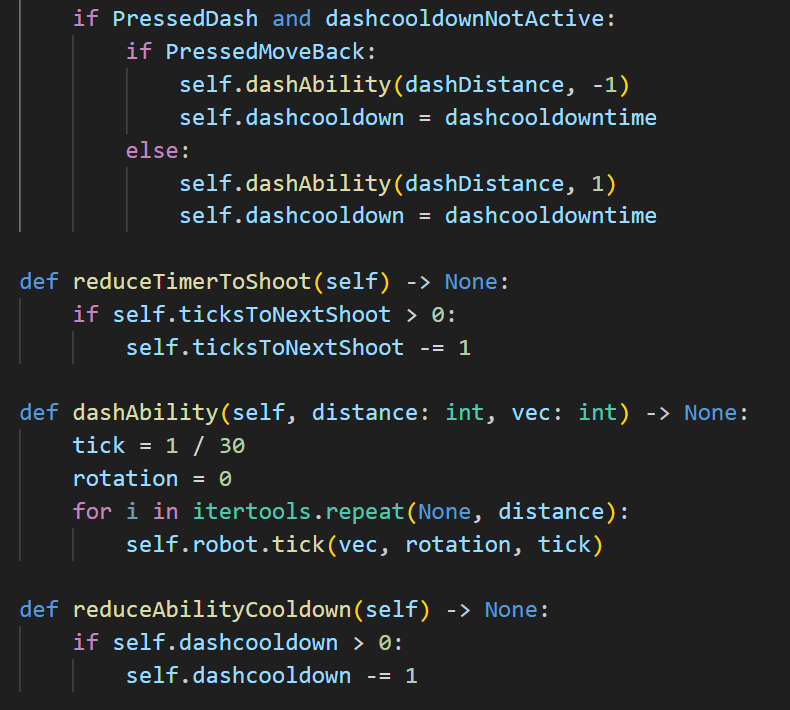 if PressedDash and dashcooldownNotActive:
if PressedMoveBack:
self.dashAbility(dashDistance, -1)
self.dashcooldown = dashcooldowntime
else:
self.dashAbility(dashDistance, 1)
self.dashcooldown = dashcooldowntime
def reduceTimerToShoot(self) -> None:
if self.ticksToNextShoot > 0:
self.ticksToNextShoot -= 1
def dashAbility(self, distance: int, vec: int) -> None:
tick = 1 / 30
rotation = 0
for i in itertools.repeat(None, distance):
self.robot.tick(vec, rotation, tick)
def reduceAbilityCooldown(self) -> None:
if self.dashcooldown > 0:
self.dashcooldown -= 1